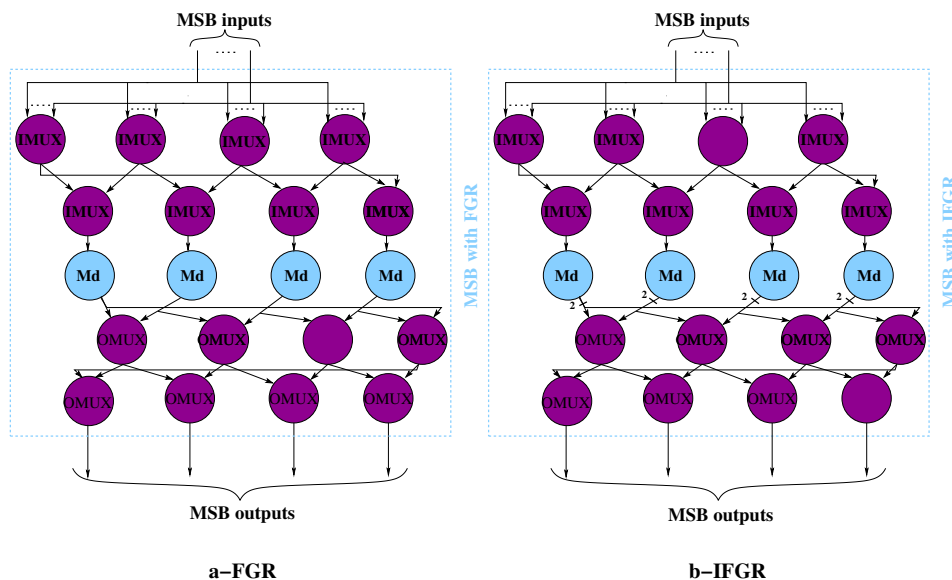 MSB inputs
MSB inputs
....
....
.... .... .... ....
.... .... .... ....
IMUX IMUX IMUX IMUX
IMUX IMUX IMUX
IMUX IMUX IMUX IMUX
IMUX IMUX IMUX IMUX
MSB with FGR
MSB with IFGR
Md Md Md Md
Md Md Md Md
2 2 2 2
OMUX OMUX OMUX
OMUX OMUX OMUX OMUX
OMUX OMUX OMUX OMUX
OMUX OMUX OMUX
MSB outputs
MSB outputs
a–FGR
b–IFGR